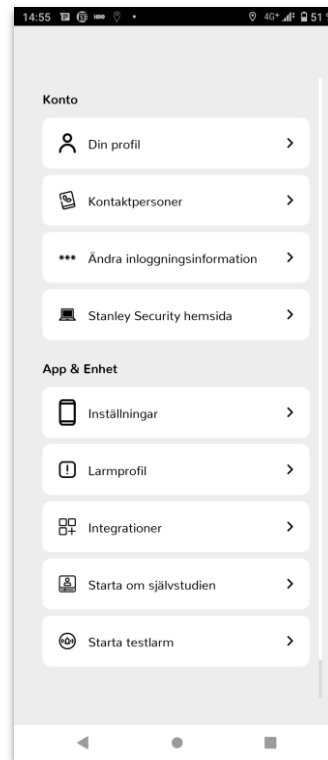 14:55 HBO 4G+ 51 %
Konto
Din profil
Kontaktpersoner
*** Ändra inloggningsinformation
Stanley Security hemsida
App & Enhet
Inställningar
Larmprofil
Integrationer
Starta om självstudien
Starta testlarm